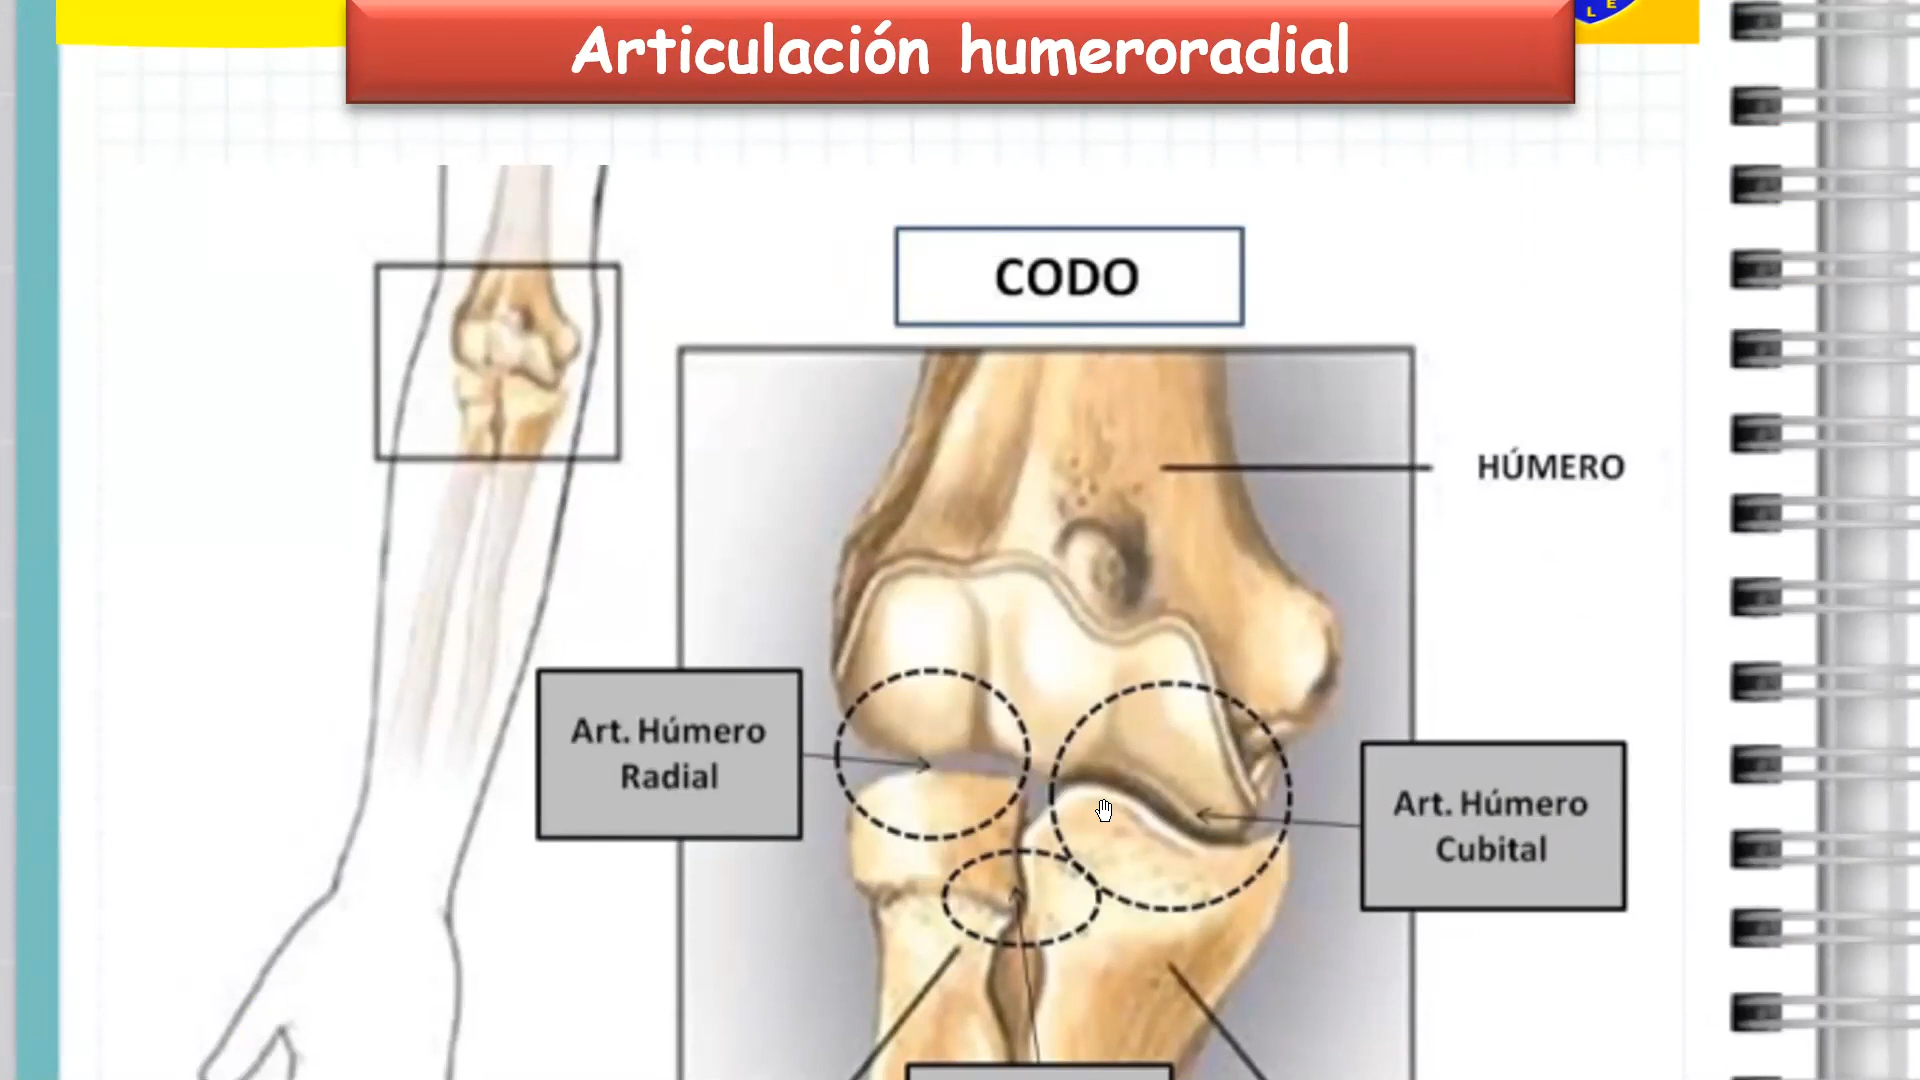 L E
Articulación humeroradial
CODO
HÚMERO
Art. Húmero
Radial
Art. Húmero
Cubital